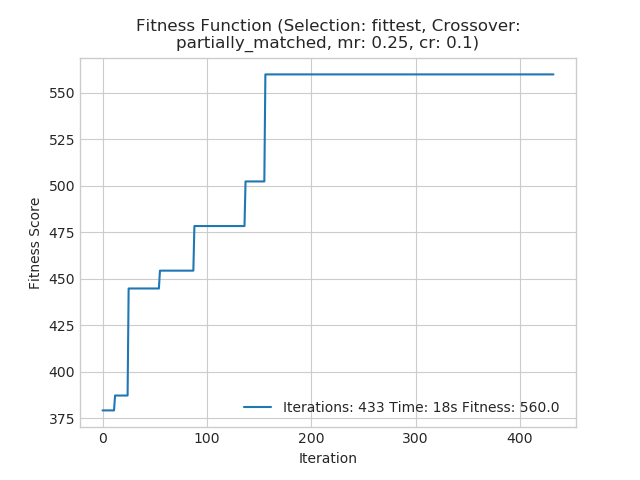 Fitness Function (Selection: fittest, Crossover:
partially_matched, mr: 0.25, cr: 0.1)
Fitness Score
550
525
500
475
450
425
400
375
Iterations: 433 Time: 18s Fitness: 560.0
0 100 200 300 400
Iteration